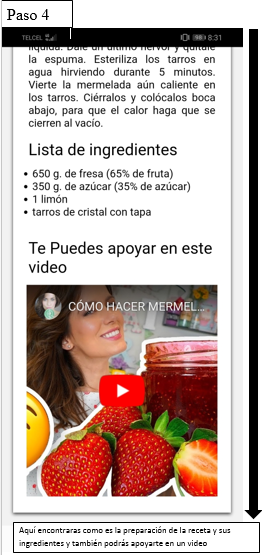 Paso 4
TELCEL
8:31
líquida. Dale un último hervor y quítale
la espuma. Esteriliza los tarros en
agua hirviendo durante 5 minutos.
Vierte la mermelada aún caliente en
los tarros. Ciérralos y colócalos boca
abajo, para que el calor haga que se
cierren al vacío.
Lista de ingredientes
• 650 g. de fresa (65% de fruta)
• 350 g. de azúcar (35% de azúcar)
• 1 limón
• tarros de cristal con tapa
Te Puedes apoyar en este
video
CÓMO HACER MERMEL...
Aquí encontraras como es la preparación de la receta y sus
ingredientes y también podrás apoyarte en un video